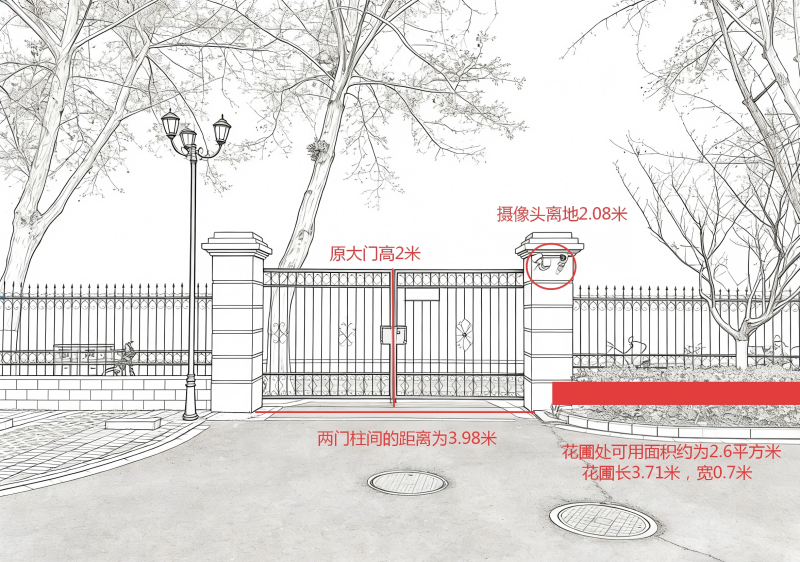 摄像头离地2.08米
原大门高2米
两门柱间的距离为3.98米
花圃处可用面积约为2.6平方米
花圃长3.71米，宽0.7米